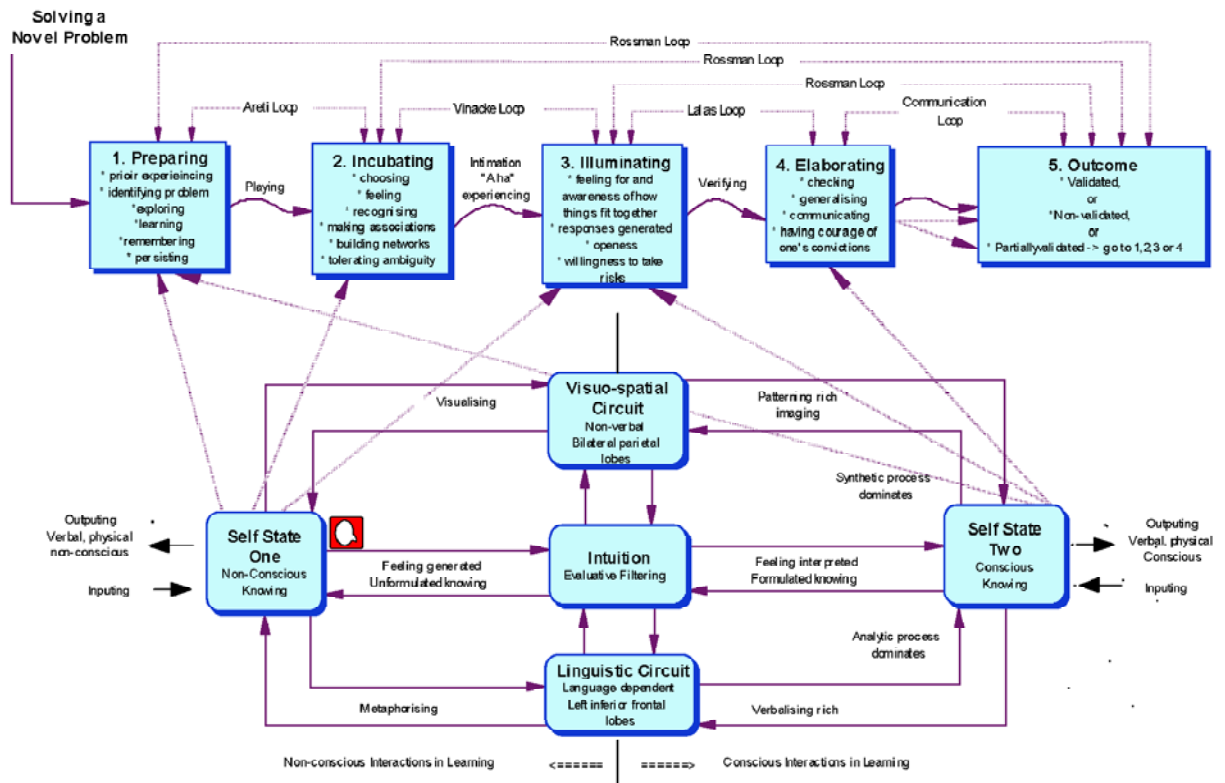 Solving a
Novel Problem
Rossman Loop
Rossman Loop
Rossman Loop
Areti Loop
Vinacke Loop
Lalas Loop
Communication
Loop
1. Preparing
* prioir experieincing
* identifying problem
* exploring
* learning
* remembering
* persisting
Playing
2. Incubating
* choosing
* feeling
* recognising
* making associations
* building networks
* tolerating ambiguity
Intimation
"Aha"
experiencing
3. Illuminating
* feeling for and
awareness of how
things fit together
* responses generated
* openess
* willingness to take
risks
Verifying
4. Elaborating
* checking
* generalising
* communicating
* having courage of
one's convictions
5. Outcome
* Validated,
or
* Non-validated,
or
* Partiallyvalidated -> go to 1,2,3 or 4
Visuo-spatial
Circuit
Non-verbal
Bilateral parietal
lobes
Visualising
Patterning rich
imaging
Synthetic process
dominates
Outputing
Verbal, physical
non-conscious
Inputing
Self State
One
Non-Conscious
Knowing
Feeling generated
Unformulated knowing
Intuition
Evaluative Filtering
Feeling interpreted
Formulated knowing
Self State
Two
Conscious
Knowing
Outputing
Verbal, physical
Conscious
Inputing
Analytic process
dominates
Linguistic Circuit
Language dependent
Left inferior frontal
lobes
Metaphorising
Verbalising rich
Non-conscious Interactions in Learning
<======
======>
Conscious Interactions in Learning